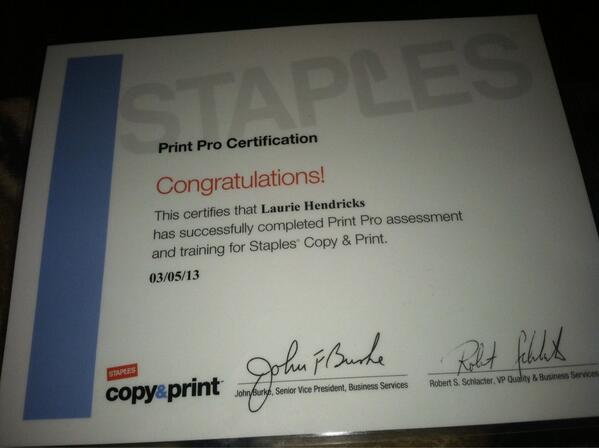 STAPLES
Print Pro Certification
Congratulations!
This certifies that Laurie Hendricks
has successfully completed Print Pro assessment
and training for Staples® Copy & Print.
03/05/13
STAPLES
copy&print™
John F Burke
John Burke, Senior Vice President, Business Services
Robert S. Schlacter, VP Quality & Business Services